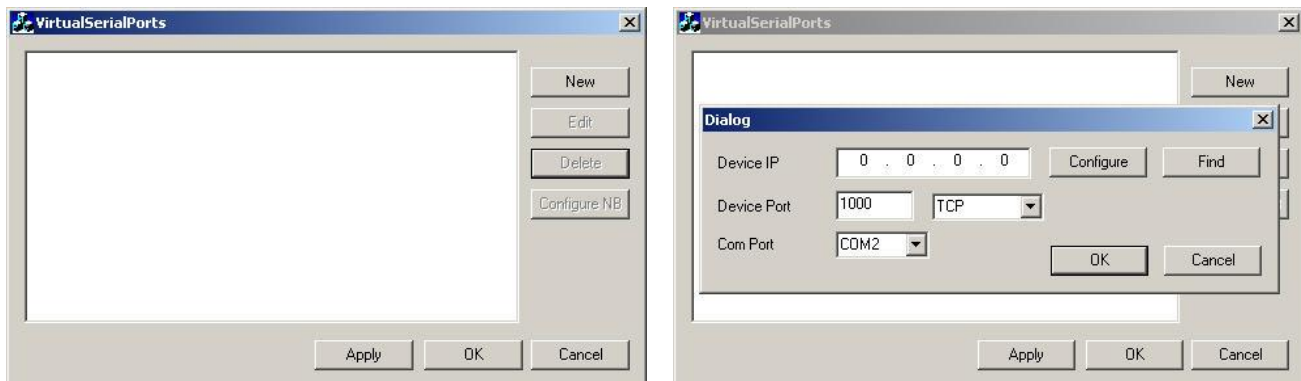 VirtualSerialPorts
New
Edit
Delete
Configure NB
Apply OK Cancel
VirtualSerialPorts
New
Dialog
Device IP 0 . 0 . 0 . 0 Configure Find
Device Port 1000 TCP
Com Port COM2
OK Cancel
Apply OK Cancel